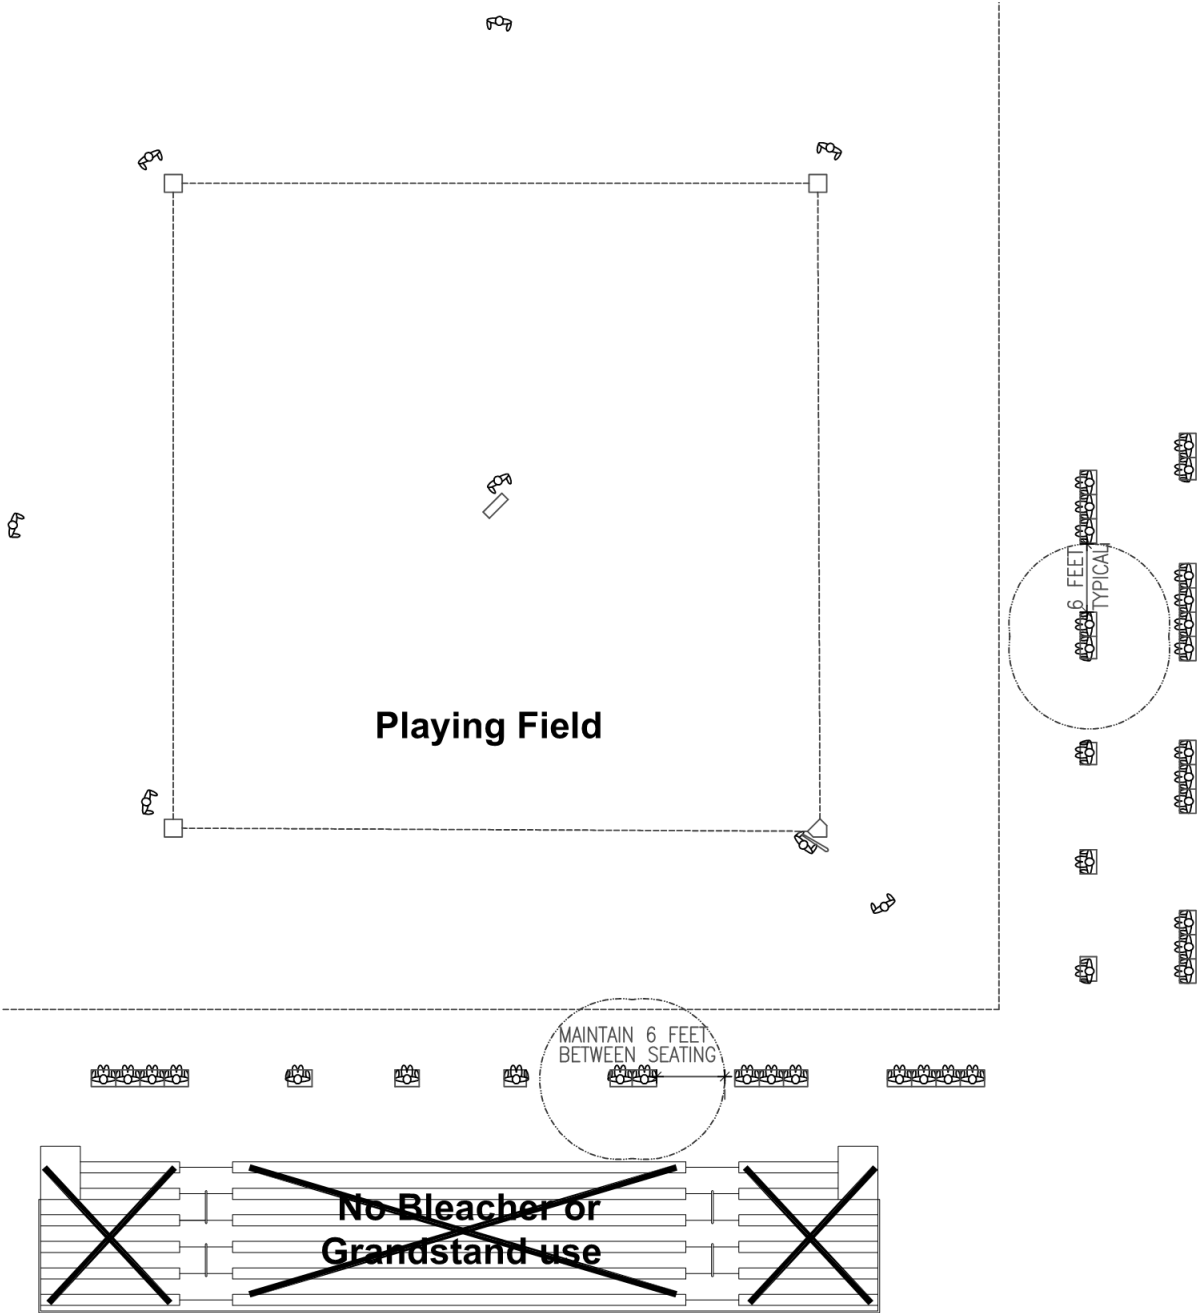 6 FEET
TYPICAL
Playing Field
MAINTAIN 6 FEET
BETWEEN SEATING
No Bleacher or
Grandstand use